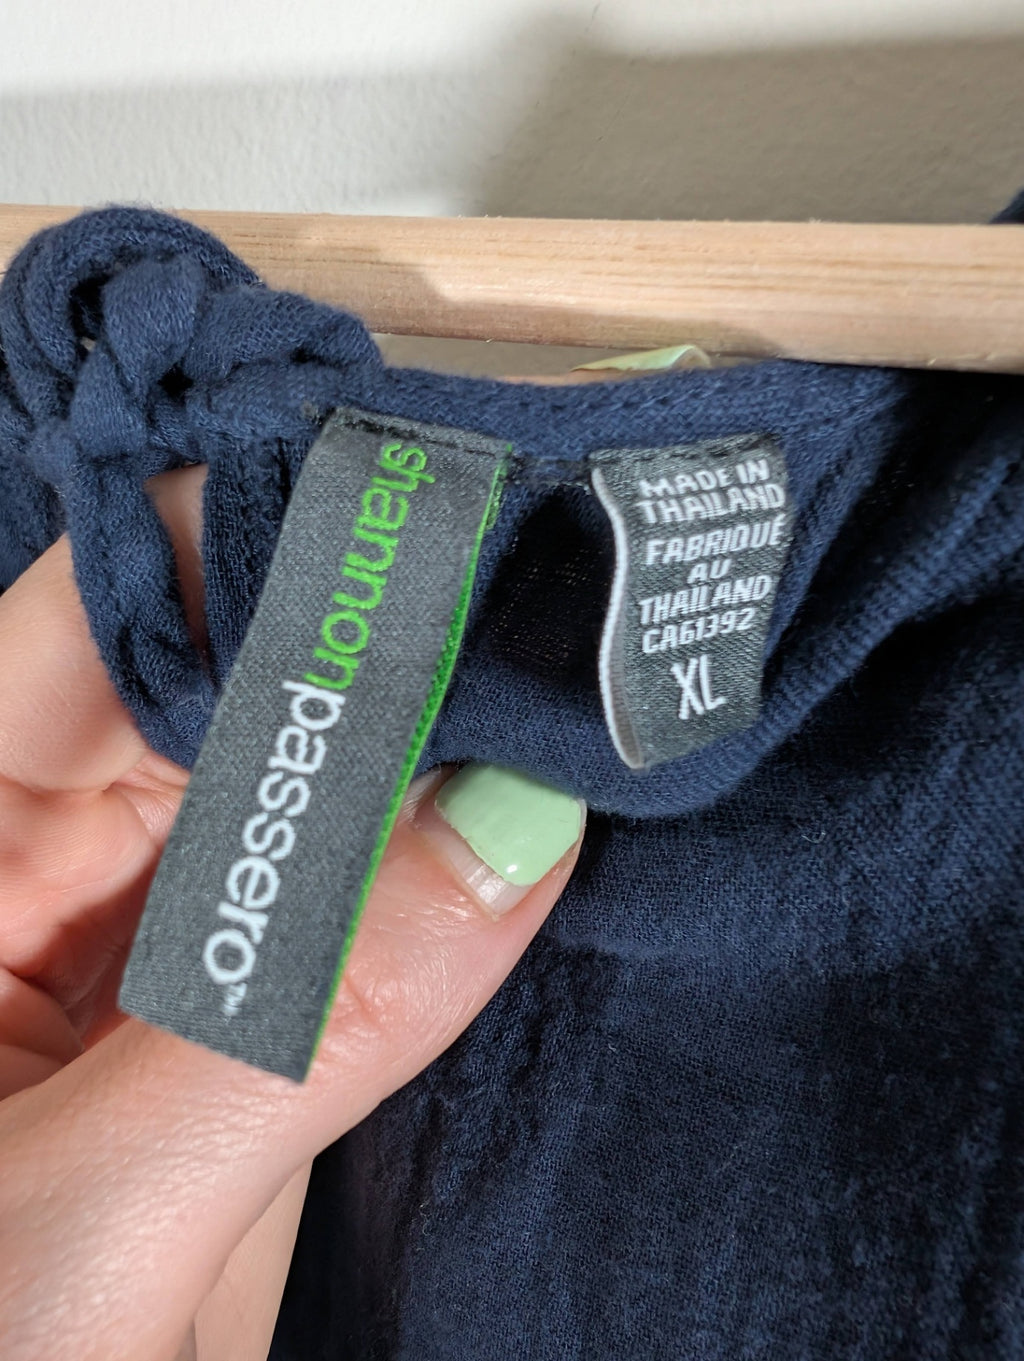 shannonpassero™
MADE IN
THAILAND
FABRIQUÉ
AU
THAILAND
CA61392
XL